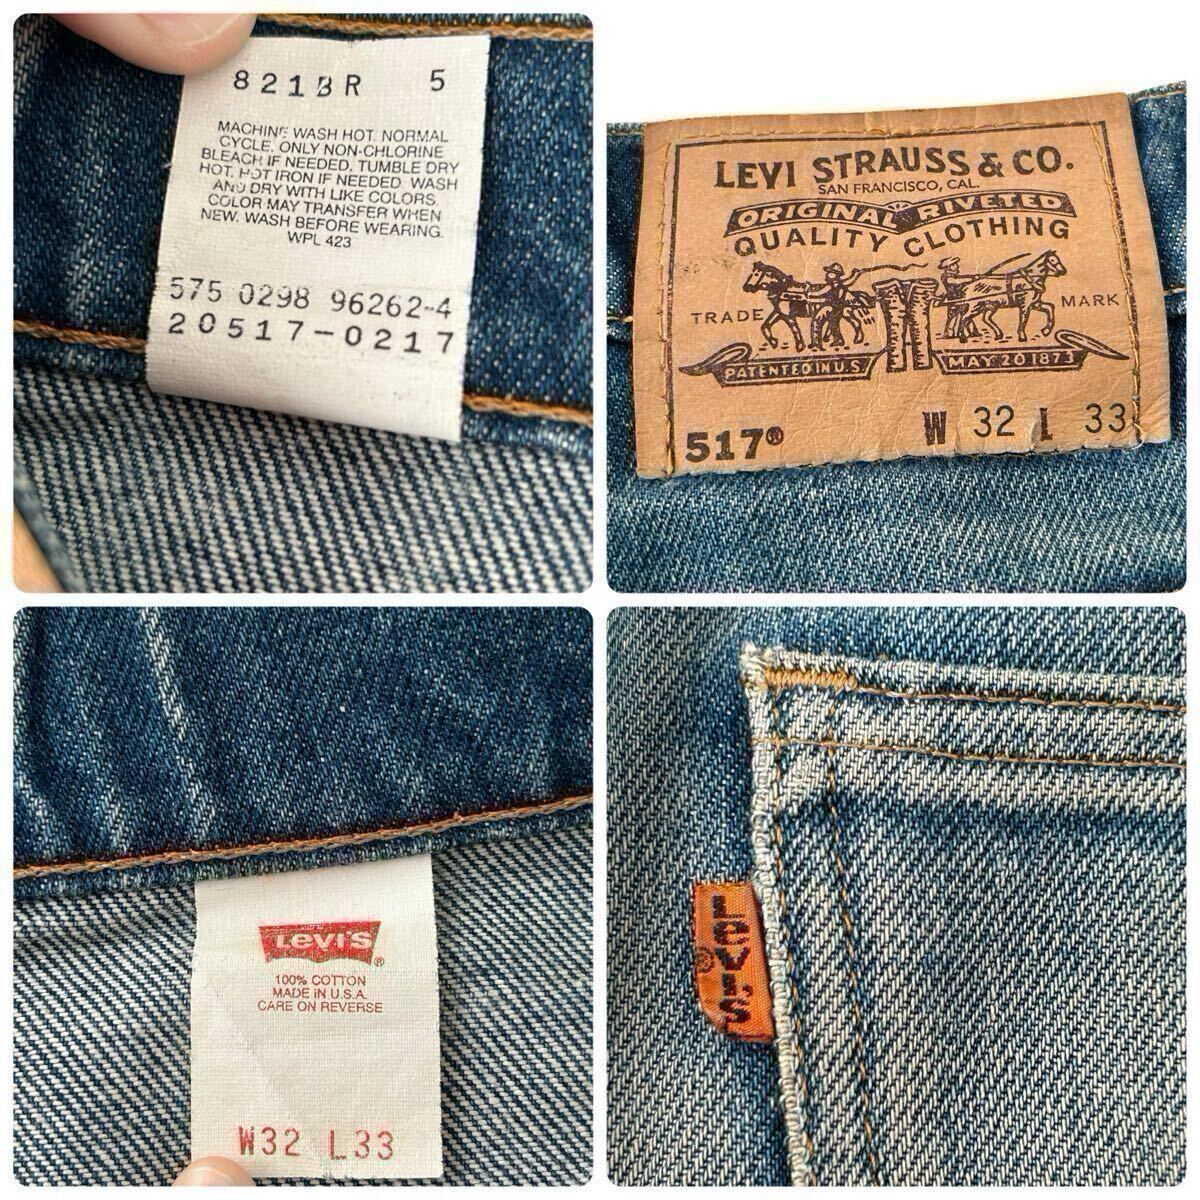 821BR 5
MACHINE WASH HOT. NORMAL
CYCLE. ONLY NON-CHLORINE
BLEACH IF NEEDED. TUMBLE DRY
HOT. HOT IRON IF NEEDED. WASH
AND DRY WITH LIKE COLORS.
COLOR MAY TRANSFER WHEN
NEW. WASH BEFORE WEARING.
WPL 423
575 0298 96262-4
20517-0217
LEVI STRAUSS & CO.
SAN FRANCISCO, CAL.
ORIGINAL RIVETED
QUALITY CLOTHING
TRADE MARK
PATENTED IN U.S. MAY 20 1873
517® W 32 L 33
LEVI'S®
100% COTTON
MADE IN U.S.A.
CARE ON REVERSE
W32 L33
LEVI'S®